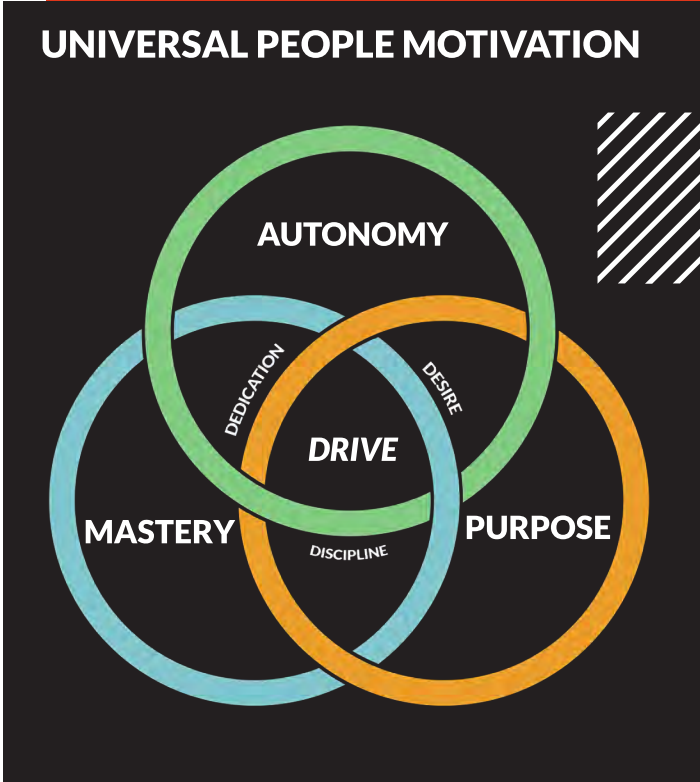 UNIVERSAL PEOPLE MOTIVATION
AUTONOMY
DEDICATION
DESIRE
DRIVE
MASTERY
PURPOSE
DISCIPLINE